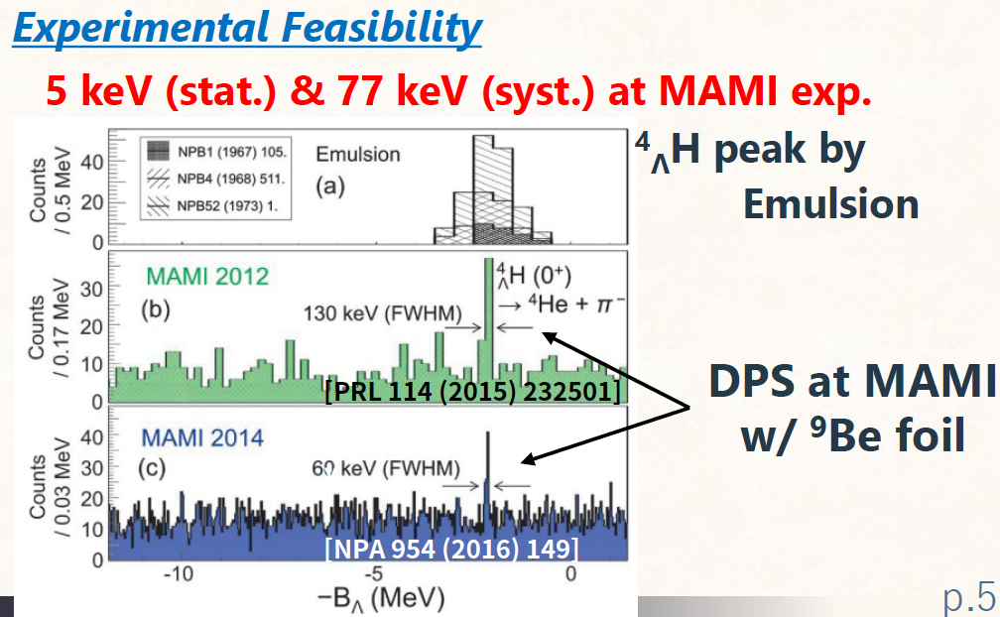 Experimental Feasibility
5 keV (stat.) & 77 keV (syst.) at MAMI exp.
⁴ΛH peak by
Emulsion
Counts
/ 0.5 MeV
40
20
0
NPB1 (1967) 105.
NPB4 (1968) 511.
NPB52 (1973) 1.
Emulsion
(a)
Counts
/ 0.17 MeV
30
20
10
0
MAMI 2012
(b)
130 keV (FWHM)
⁴ΛH (0⁺)
→ ⁴He + π⁻
[PRL 114 (2015) 232501]
DPS at MAMI
w/ ⁹Be foil
Counts
/ 0.03 MeV
40
30
20
10
0
MAMI 2014
(c)
60 keV (FWHM)
[NPA 954 (2016) 149]
-10
-5
0
−BΛ (MeV)
p.5